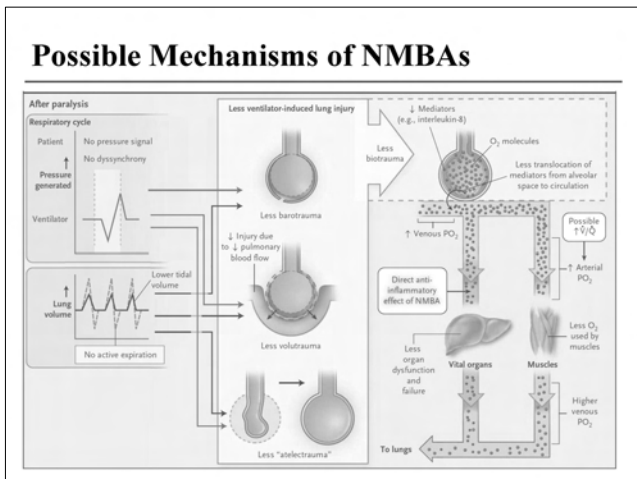 Possible Mechanisms of NMBAs
After paralysis
Respiratory cycle
Patient
No pressure signal
No dyssynchrony
↑
Pressure
generated
Ventilator
↑
Lung
volume
Lower tidal
volume
No active expiration
Less ventilator-induced lung injury
Less barotrauma
↓ Injury due
to ↓ pulmonary
blood flow
Less volutrauma
Less "atelectrauma"
Less
biotrauma
↓ Mediators
(e.g., interleukin-8)
O₂ molecules
Less translocation of
mediators from alveolar
space to circulation
↑ Venous PO₂
Possible
↑V̇/Q̇
↑ Arterial
PO₂
Direct anti-
inflammatory
effect of NMBA
Less
organ
dysfunction
and
failure
Vital organs
Muscles
Less O₂
used by
muscles
Higher
venous
PO₂
To lungs